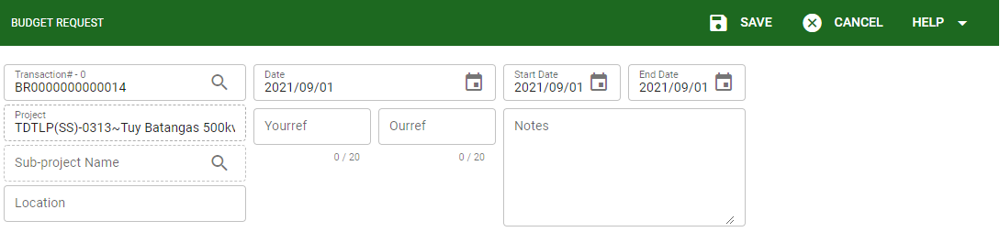 BUDGET REQUEST
SAVE
CANCEL
HELP
Transaction# - 0
BR0000000000014
Date
2021/09/01
Start Date
2021/09/01
End Date
2021/09/01
Project
TDTLP(SS)-0313~Tuy Batangas 500kv
Yourref
0 / 20
Ourref
0 / 20
Notes
Sub-project Name
Location